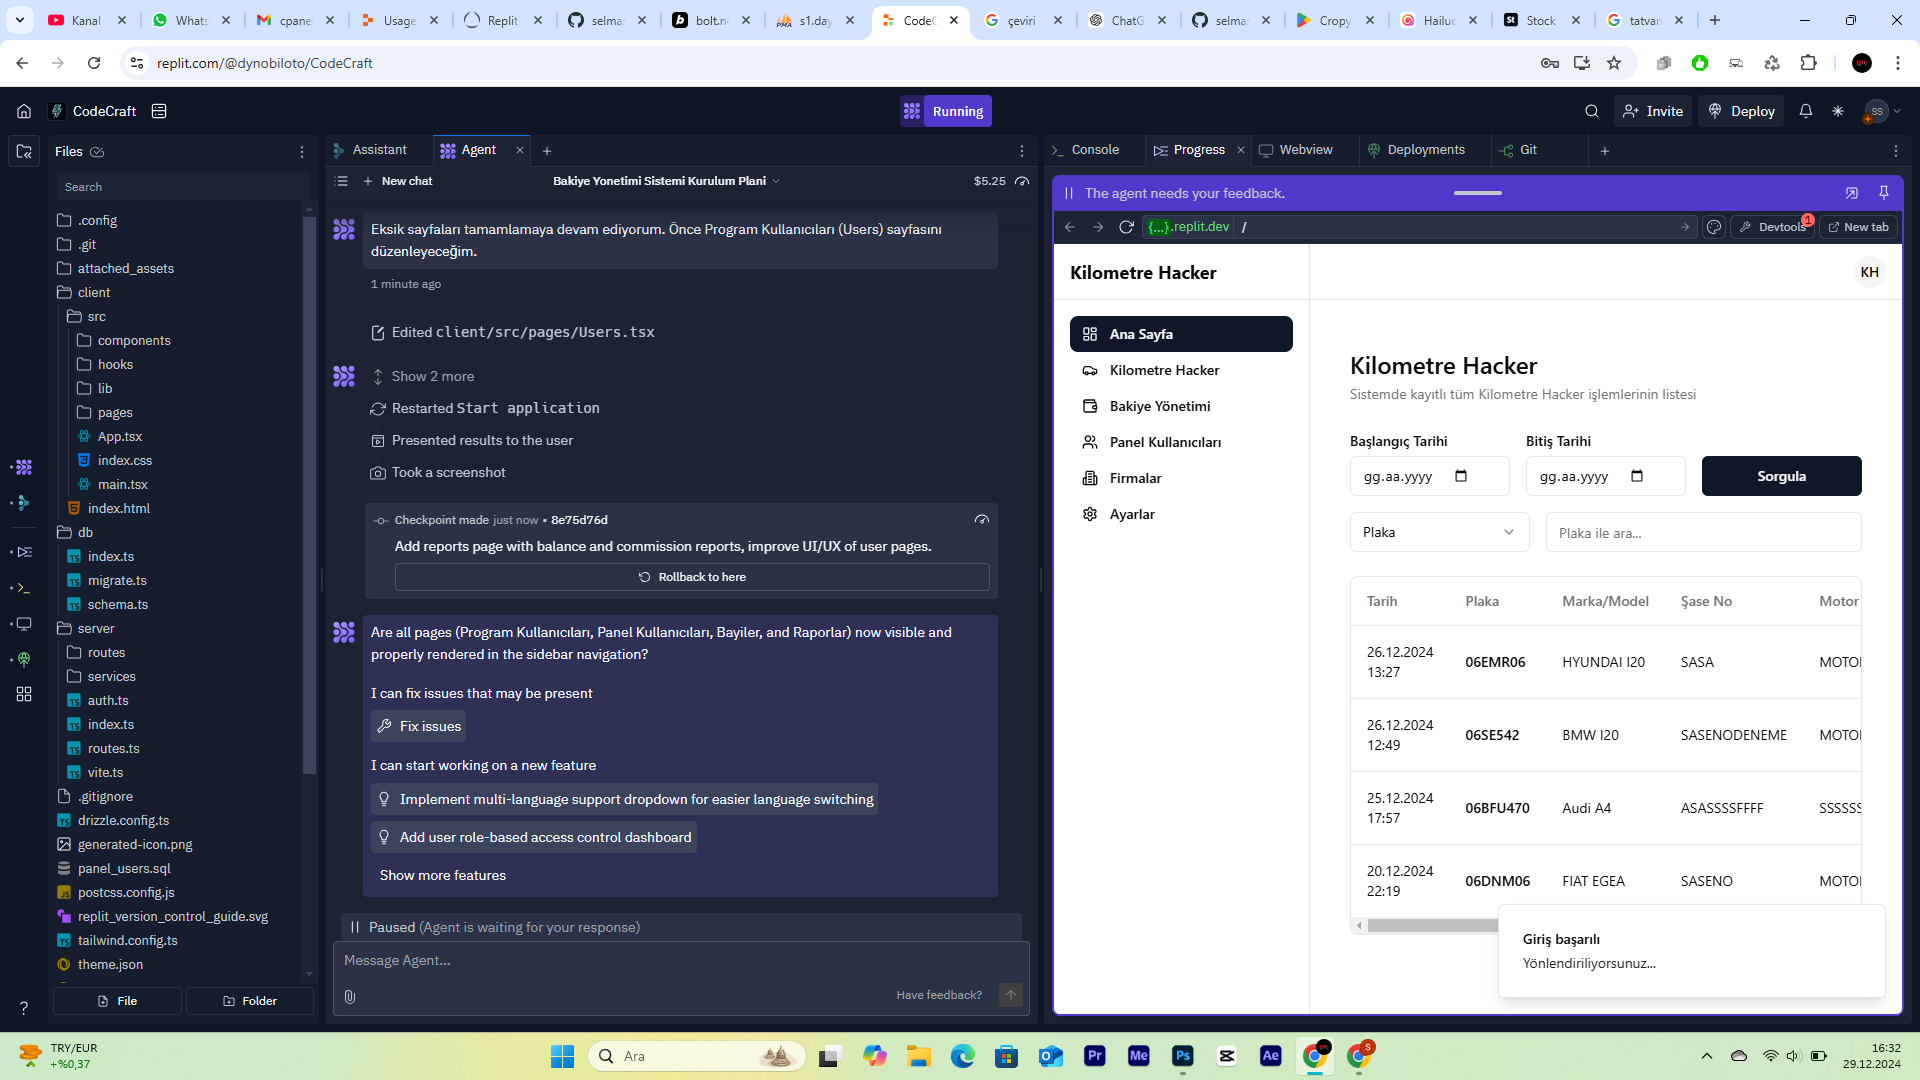 Kanal
Whats
cpane
Usage
Replit
selmas
bolt.ne
s1.day
CodeC
çeviri
ChatG
selmas
Cropy
Hailuo
Stock
tatvan
replit.com/@dynobiloto/CodeCraft
CodeCraft
Running
Invite
Deploy
SS
Files
Assistant
Agent
Console
Progress
Webview
Deployments
Git
Search
New chat
Bakiye Yonetimi Sistemi Kurulum Plani
$5.25
The agent needs your feedback.
{...}.replit.dev
/
Devtools
1
New tab
.config
.git
attached_assets
client
src
components
hooks
lib
pages
App.tsx
index.css
main.tsx
index.html
db
index.ts
migrate.ts
schema.ts
server
routes
services
auth.ts
index.ts
routes.ts
vite.ts
.gitignore
drizzle.config.ts
generated-icon.png
panel_users.sql
postcss.config.js
replit_version_control_guide.svg
tailwind.config.ts
theme.json
File
Folder
Eksik sayfaları tamamlamaya devam ediyorum. Önce Program Kullanıcıları (Users) sayfasını
düzenleyeceğim.
1 minute ago
Edited client/src/pages/Users.tsx
Show 2 more
Restarted Start application
Presented results to the user
Took a screenshot
Checkpoint made just now • 8e75d76d
Add reports page with balance and commission reports, improve UI/UX of user pages.
Rollback to here
Are all pages (Program Kullanıcıları, Panel Kullanıcıları, Bayiler, and Raporlar) now visible and
properly rendered in the sidebar navigation?
I can fix issues that may be present
Fix issues
I can start working on a new feature
Implement multi-language support dropdown for easier language switching
Add user role-based access control dashboard
Show more features
Paused (Agent is waiting for your response)
Message Agent...
Have feedback?
Kilometre Hacker
KH
Ana Sayfa
Kilometre Hacker
Bakiye Yönetimi
Panel Kullanıcıları
Firmalar
Ayarlar
Kilometre Hacker
Sistemde kayıtlı tüm Kilometre Hacker işlemlerinin listesi
Başlangıç Tarihi
Bitiş Tarihi
gg.aa.yyyy
gg.aa.yyyy
Sorgula
Plaka
Plaka ile ara...
Tarih Plaka Marka/Model Şase No Motor
26.12.2024 13:27 06EMR06 HYUNDAI I20 SASA MOTO
26.12.2024 12:49 06SE542 BMW I20 SASENODENEME MOTO
25.12.2024 17:57 06BFU470 Audi A4 ASASSSSFFFF SSSSSS
20.12.2024 22:19 06DNM06 FIAT EGEA SASENO MOTO
Giriş başarılı
Yönlendiriliyorsunuz...
TRY/EUR
+%0,37
Ara
16:32
29.12.2024